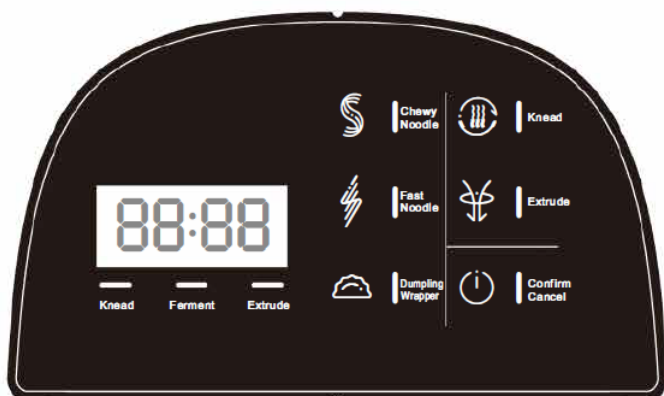 Chewy
Noodle
Knead
Fast
Noodle
Extrude
88:88
Knead
Ferment
Extrude
Dumpling
Wrapper
Confirm
Cancel